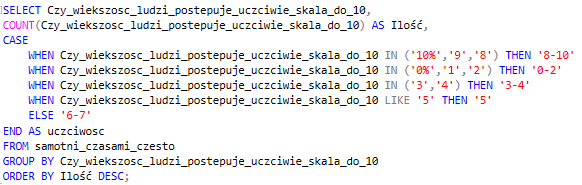 SELECT Czy_wiekszosc_ludzi_postepuje_uczciwie_skala_do_10,
COUNT(Czy_wiekszosc_ludzi_postepuje_uczciwie_skala_do_10) AS Ilość,
CASE
WHEN Czy_wiekszosc_ludzi_postepuje_uczciwie_skala_do_10 IN ('10%','9','8') THEN '8-10'
WHEN Czy_wiekszosc_ludzi_postepuje_uczciwie_skala_do_10 IN ('0%','1','2') THEN '0-2'
WHEN Czy_wiekszosc_ludzi_postepuje_uczciwie_skala_do_10 IN ('3','4') THEN '3-4'
WHEN Czy_wiekszosc_ludzi_postepuje_uczciwie_skala_do_10 LIKE '5' THEN '5'
ELSE '6-7'
END AS uczciwosc
FROM samotni_czasami_czesto
GROUP BY Czy_wiekszosc_ludzi_postepuje_uczciwie_skala_do_10
ORDER BY Ilość DESC;